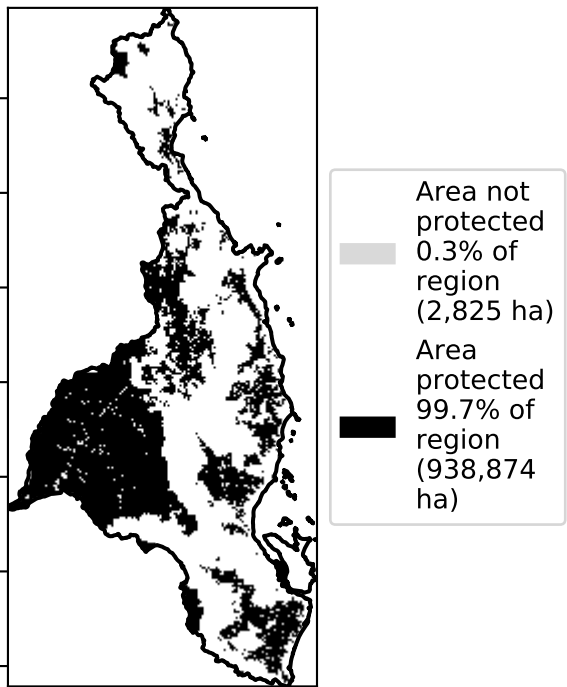 Area not
protected
0.3% of
region
(2,825 ha)
Area
protected
99.7% of
region
(938,874
ha)